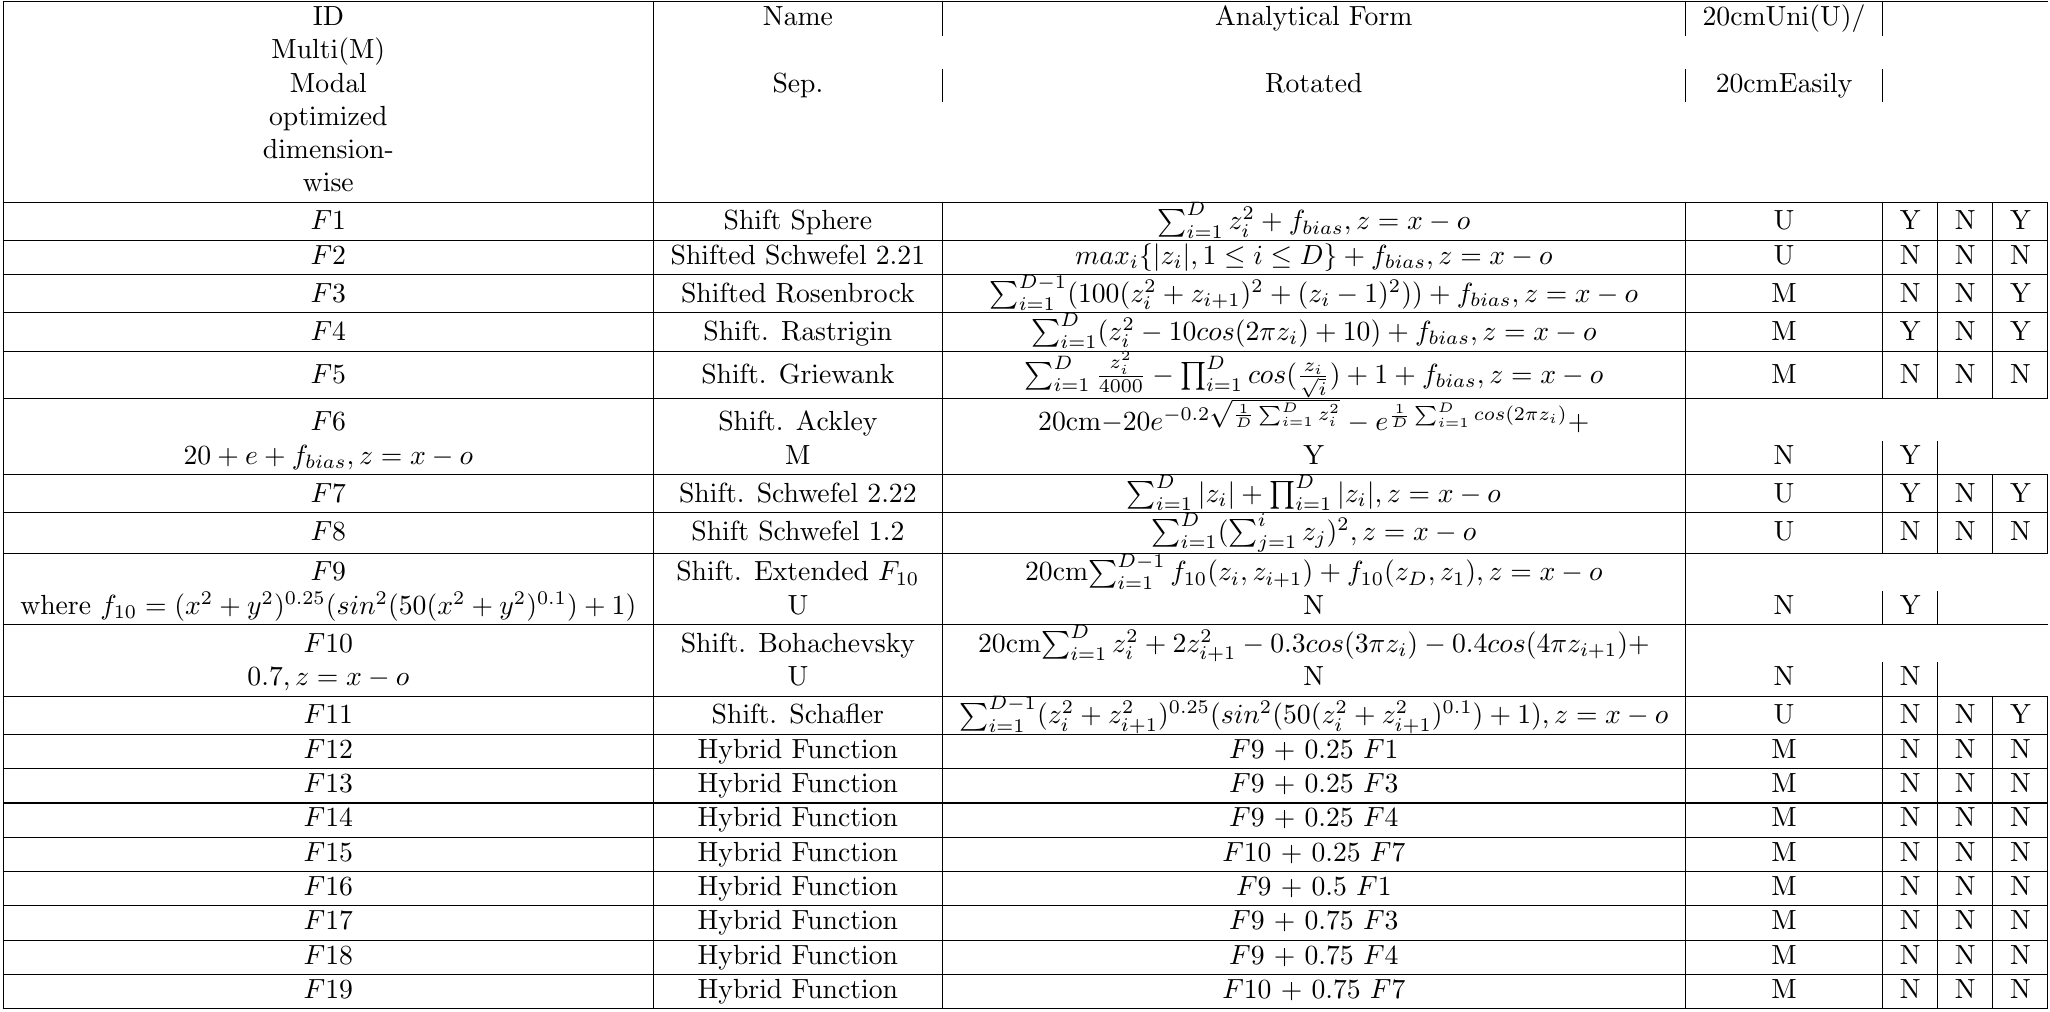 ID Name Analytical Form 20cmUni(U)/
Multi(M)
Modal Sep. Rotated 20cmEasily
optimized
dimension-
wise
F1 Shift Sphere $\sum_{i=1}^{D} z_i^2 + f_{bias}, z = x - o$ U Y N Y
F2 Shifted Schwefel 2.21 $max_i\{|z_i|, 1 \leq i \leq D\} + f_{bias}, z = x - o$ U N N N
F3 Shifted Rosenbrock $\sum_{i=1}^{D-1}(100(z_i^2 + z_{i+1})^2 + (z_i - 1)^2)) + f_{bias}, z = x - o$ M N N Y
F4 Shift. Rastrigin $\sum_{i=1}^{D}(z_i^2 - 10cos(2\pi z_i) + 10) + f_{bias}, z = x - o$ M Y N Y
F5 Shift. Griewank $\sum_{i=1}^{D} \frac{z_i^2}{4000} - \prod_{i=1}^{D} cos(\frac{z_i}{\sqrt{i}}) + 1 + f_{bias}, z = x - o$ M N N N
F6 Shift. Ackley 20cm$-20e^{-0.2\sqrt{\frac{1}{D}\sum_{i=1}^{D} z_i^2}} - e^{\frac{1}{D}\sum_{i=1}^{D} cos(2\pi z_i)}+$
$20 + e + f_{bias}, z = x - o$ M Y N Y
F7 Shift. Schwefel 2.22 $\sum_{i=1}^{D} |z_i| + \prod_{i=1}^{D} |z_i|, z = x - o$ U Y N Y
F8 Shift Schwefel 1.2 $\sum_{i=1}^{D}(\sum_{j=1}^{i} z_j)^2, z = x - o$ U N N N
F9 Shift. Extended $F_{10}$ 20cm$\sum_{i=1}^{D-1} f_{10}(z_i, z_{i+1}) + f_{10}(z_D, z_1), z = x - o$
where $f_{10} = (x^2 + y^2)^{0.25}(sin^2(50(x^2 + y^2)^{0.1}) + 1)$ U N N Y
F10 Shift. Bohachevsky 20cm$\sum_{i=1}^{D} z_i^2 + 2z_{i+1}^2 - 0.3cos(3\pi z_i) - 0.4cos(4\pi z_{i+1})+$
$0.7, z = x - o$ U N N N
F11 Shift. Schafler $\sum_{i=1}^{D-1}(z_i^2 + z_{i+1}^2)^{0.25}(sin^2(50(z_i^2 + z_{i+1}^2)^{0.1}) + 1), z = x - o$ U N N Y
F12 Hybrid Function F9 + 0.25 F1 M N N N
F13 Hybrid Function F9 + 0.25 F3 M N N N
F14 Hybrid Function F9 + 0.25 F4 M N N N
F15 Hybrid Function F10 + 0.25 F7 M N N N
F16 Hybrid Function F9 + 0.5 F1 M N N N
F17 Hybrid Function F9 + 0.75 F3 M N N N
F18 Hybrid Function F9 + 0.75 F4 M N N N
F19 Hybrid Function F10 + 0.75 F7 M N N N